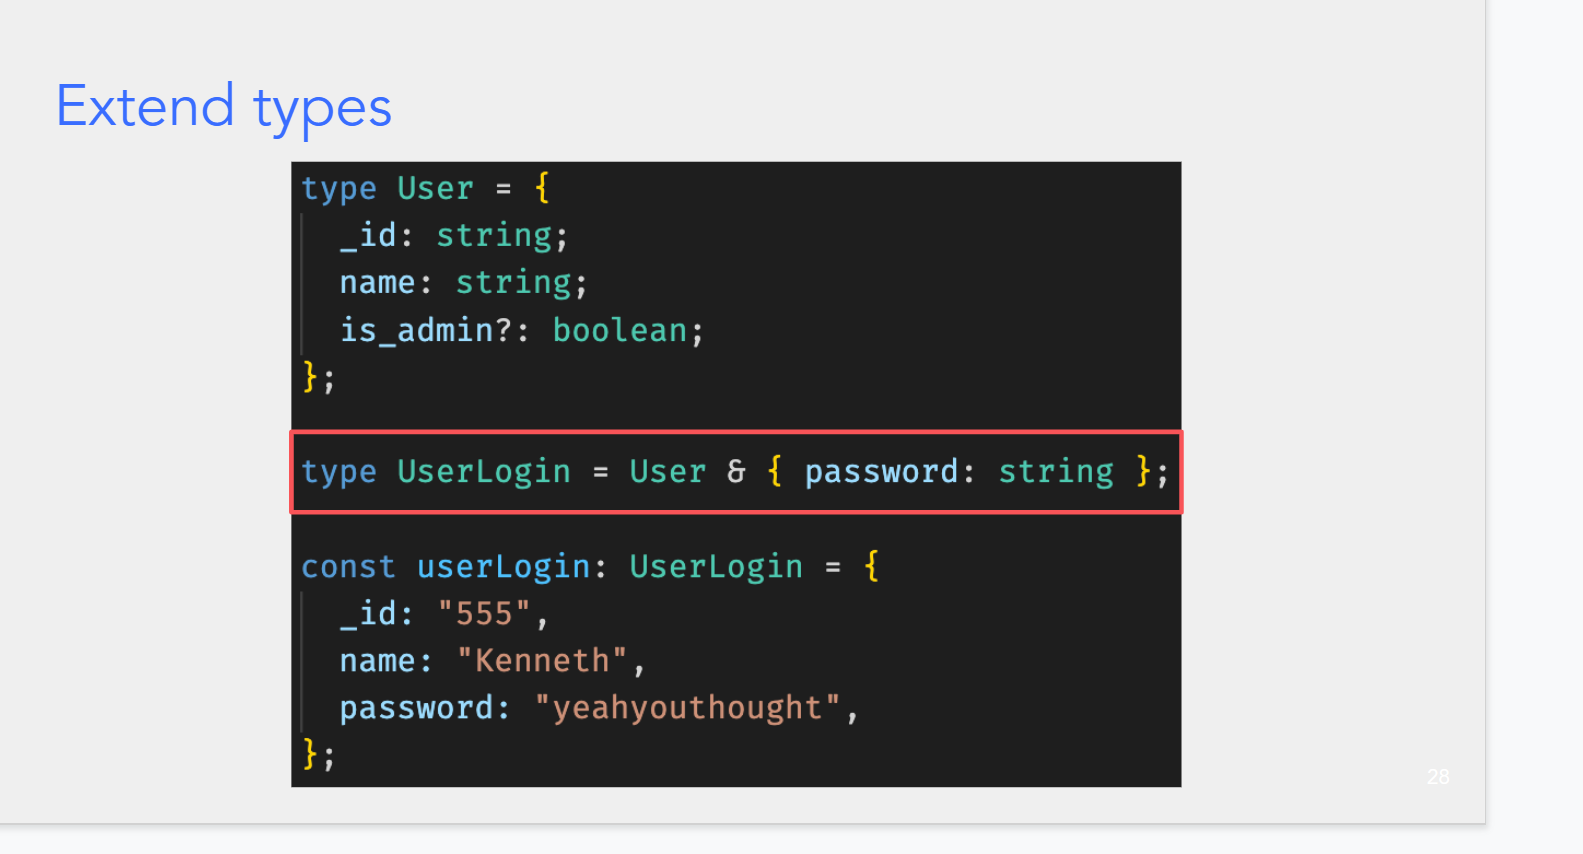 Extend types
type User = {
_id: string;
name: string;
is_admin?: boolean;
};
type UserLogin = User & { password: string };
const userLogin: UserLogin = {
_id: "555",
name: "Kenneth",
password: "yeahyouthought",
};
28